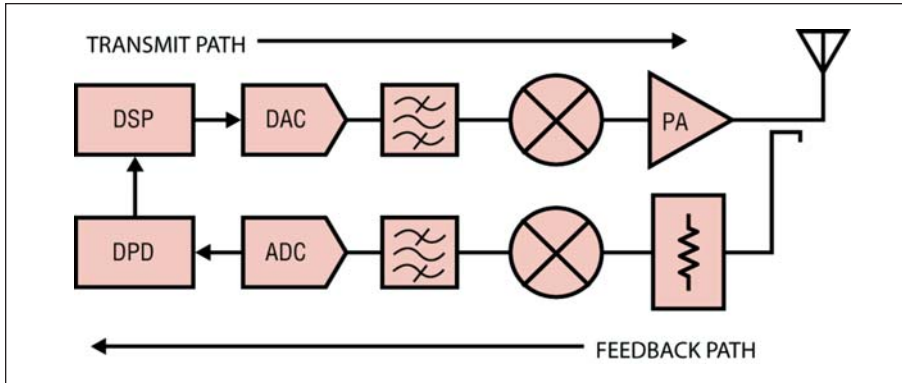 TRANSMIT PATH
DSP
DAC
PA
DPD
ADC
FEEDBACK PATH